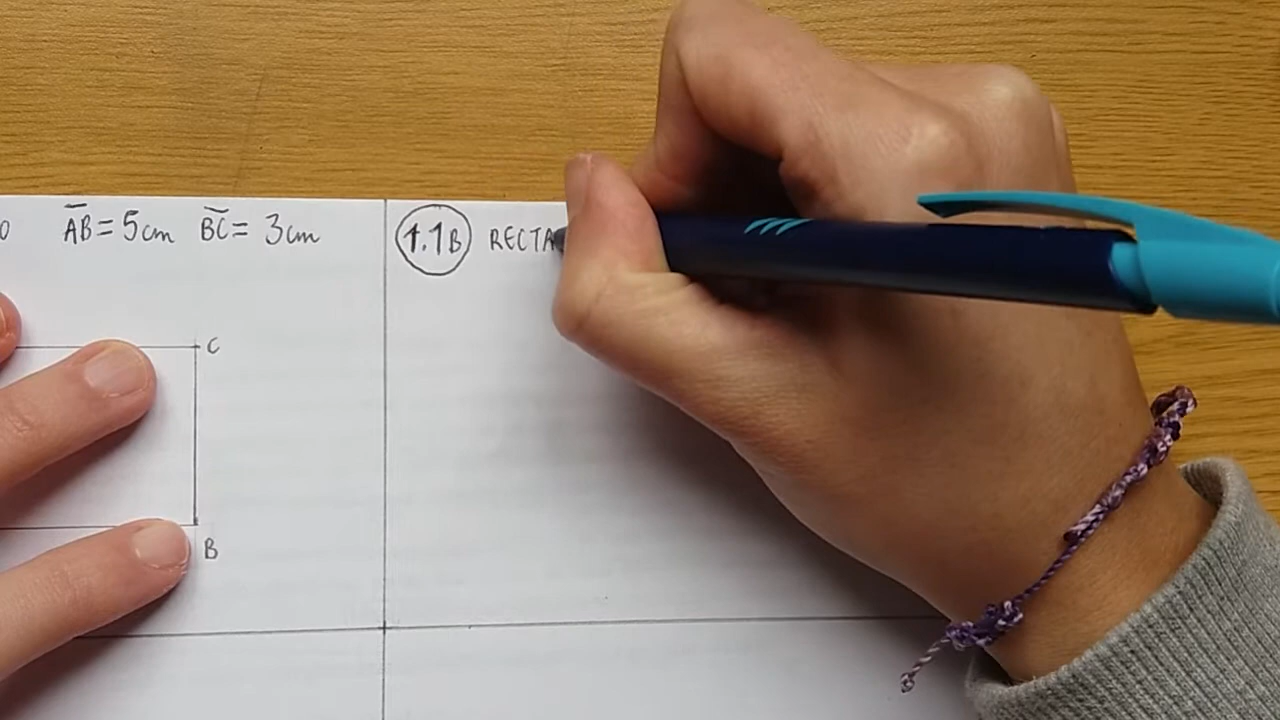 AB = 5cm BC = 3cm
1.1B RECTA
C
B